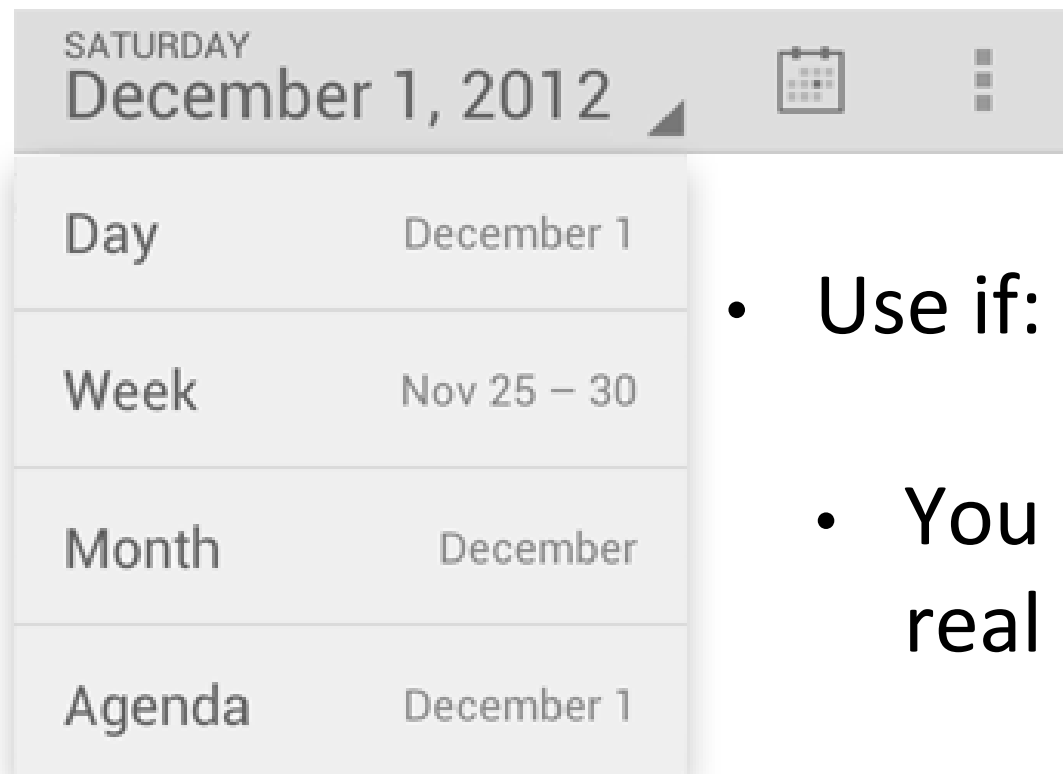 SATURDAY
December 1, 2012
Day December 1
Week Nov 25 – 30
Month December
Agenda December 1
• Use if:
• You
real